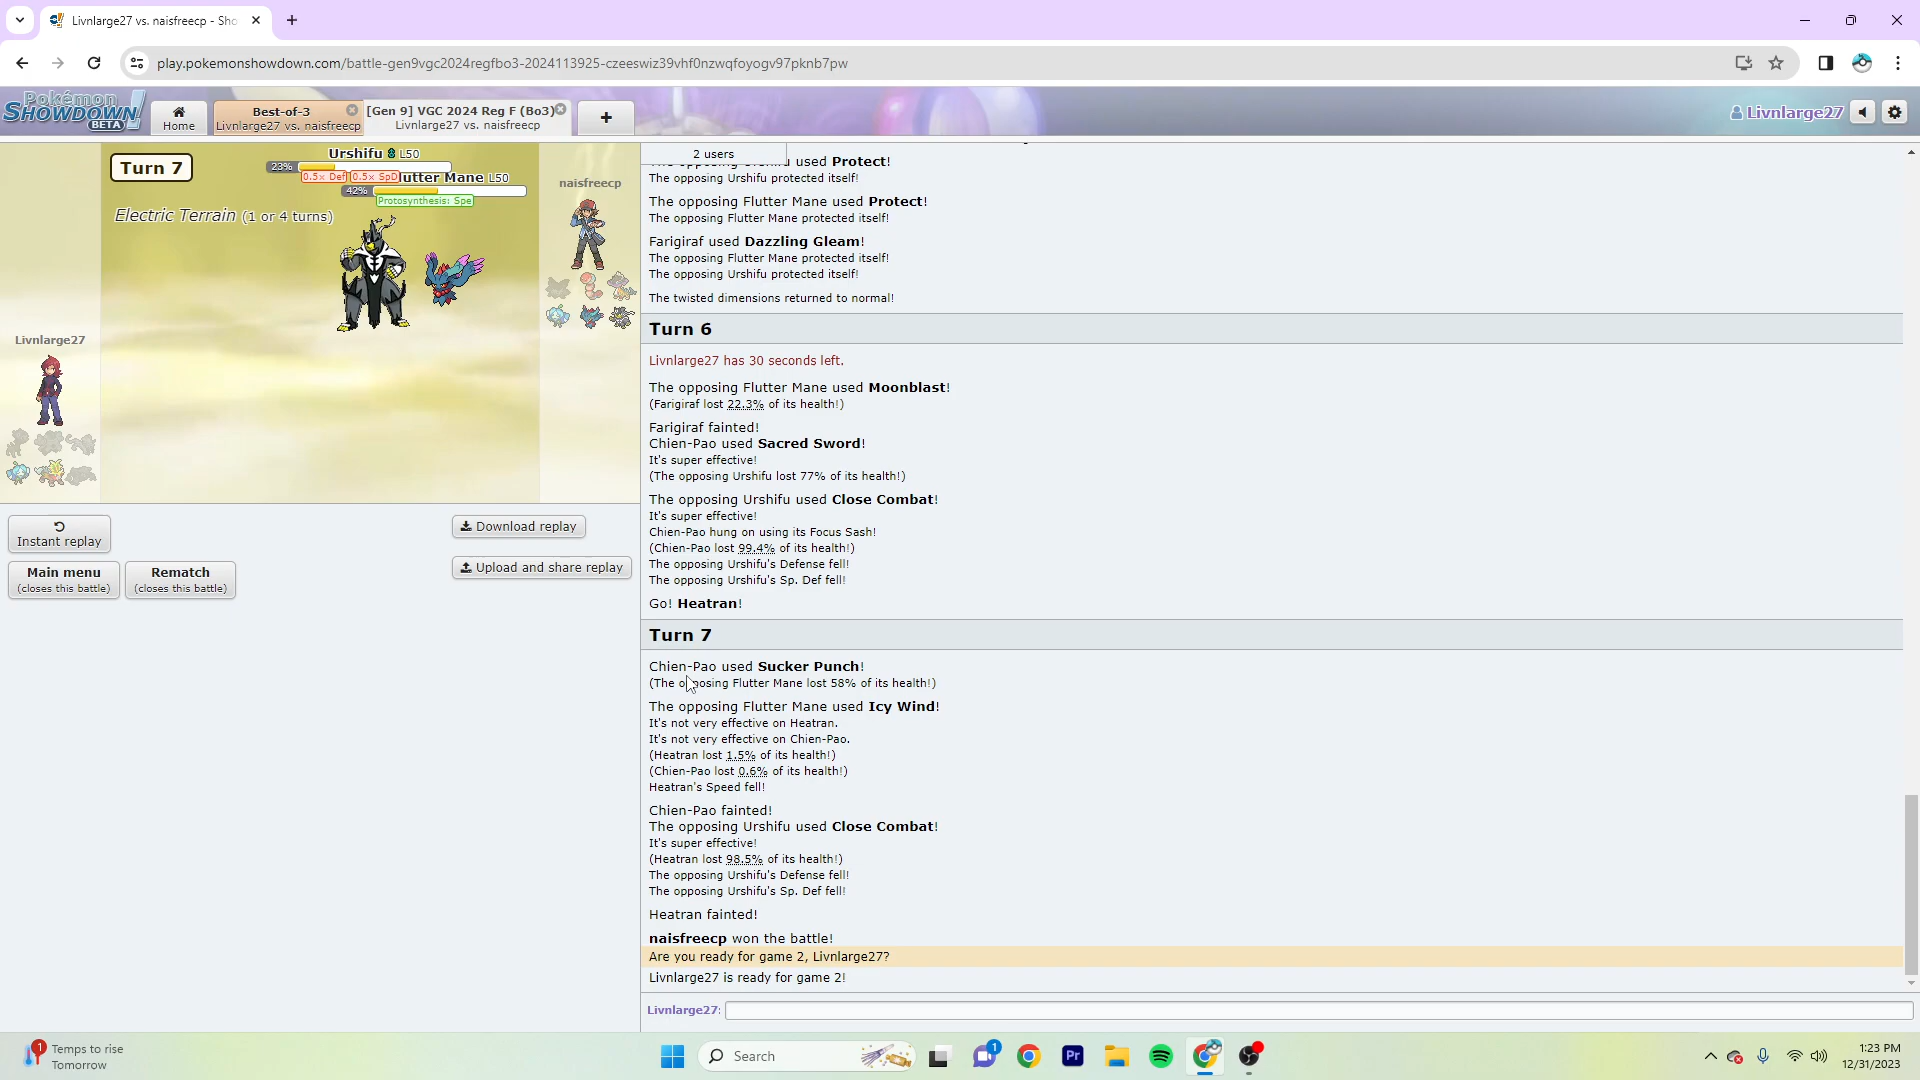 Livnlarge27 vs. naisfreecp - Sho
play.pokemonshowdown.com/battle-gen9vgc2024regfbo3-2024113925-czeeswiz39vhf0nzwqfoyogv97pknb7pw
Pokémon
SHOWDOWN!
BETA
Home
Best-of-3
Livnlarge27 vs. naisfreecp
[Gen 9] VGC 2024 Reg F (Bo3)
Livnlarge27 vs. naisfreecp
Livnlarge27
Turn 7
Urshifu L50
23%
0.5× Def 0.5× SpD
lutter Mane L50
42%
Protosynthesis: Spe
Electric Terrain (1 or 4 turns)
naisfreecp
Livnlarge27
Instant replay
Download replay
Upload and share replay
Main menu
(closes this battle)
Rematch
(closes this battle)
2 users
used Protect!
The opposing Urshifu protected itself!
The opposing Flutter Mane used Protect!
The opposing Flutter Mane protected itself!
Farigiraf used Dazzling Gleam!
The opposing Flutter Mane protected itself!
The opposing Urshifu protected itself!
The twisted dimensions returned to normal!
Turn 6
Livnlarge27 has 30 seconds left.
The opposing Flutter Mane used Moonblast!
(Farigiraf lost 22.3% of its health!)
Farigiraf fainted!
Chien-Pao used Sacred Sword!
It's super effective!
(The opposing Urshifu lost 77% of its health!)
The opposing Urshifu used Close Combat!
It's super effective!
Chien-Pao hung on using its Focus Sash!
(Chien-Pao lost 99.4% of its health!)
The opposing Urshifu's Defense fell!
The opposing Urshifu's Sp. Def fell!
Go! Heatran!
Turn 7
Chien-Pao used Sucker Punch!
(The opposing Flutter Mane lost 58% of its health!)
The opposing Flutter Mane used Icy Wind!
It's not very effective on Heatran.
It's not very effective on Chien-Pao.
(Heatran lost 1.5% of its health!)
(Chien-Pao lost 0.6% of its health!)
Heatran's Speed fell!
Chien-Pao fainted!
The opposing Urshifu used Close Combat!
It's super effective!
(Heatran lost 98.5% of its health!)
The opposing Urshifu's Defense fell!
The opposing Urshifu's Sp. Def fell!
Heatran fainted!
naisfreecp won the battle!
Are you ready for game 2, Livnlarge27?
Livnlarge27 is ready for game 2!
Livnlarge27:
1
Temps to rise
Tomorrow
Search
1
Pr
1:23 PM
12/31/2023